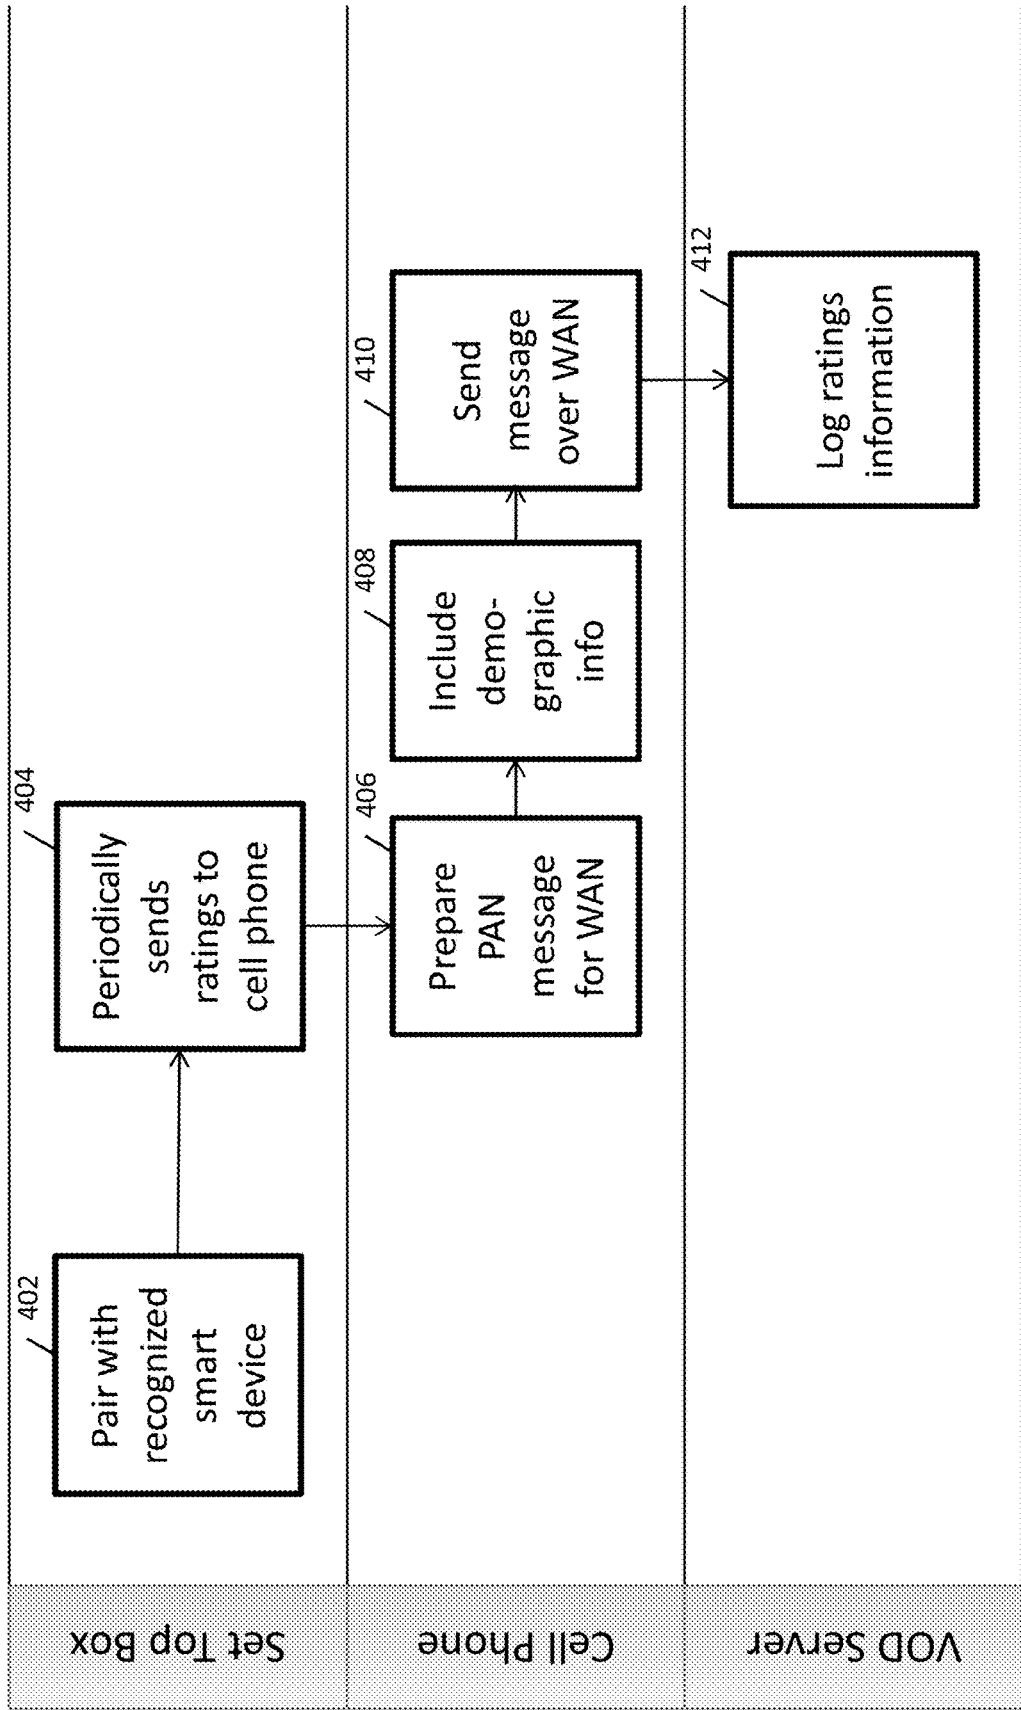 Set Top Box
402
Pair with
recognized
smart
device
404
Periodically
sends
ratings to
cell phone
Cell Phone
406
Prepare
PAN
message
for WAN
408
Include
demo-
graphic
info
410
Send
message
over WAN
VOD Server
412
Log ratings
information